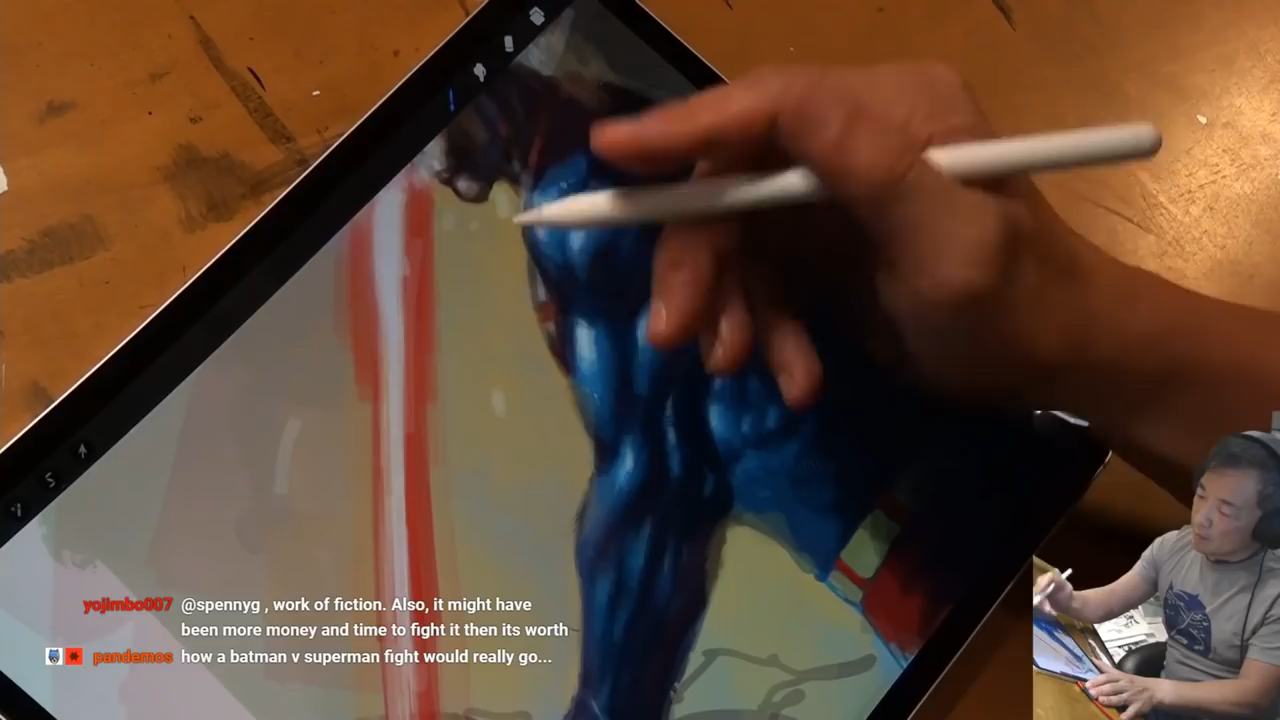 yojimbo007 @spennyg , work of fiction. Also, it might have
been more money and time to fight it then its worth
pandemos how a batman v superman fight would really go...